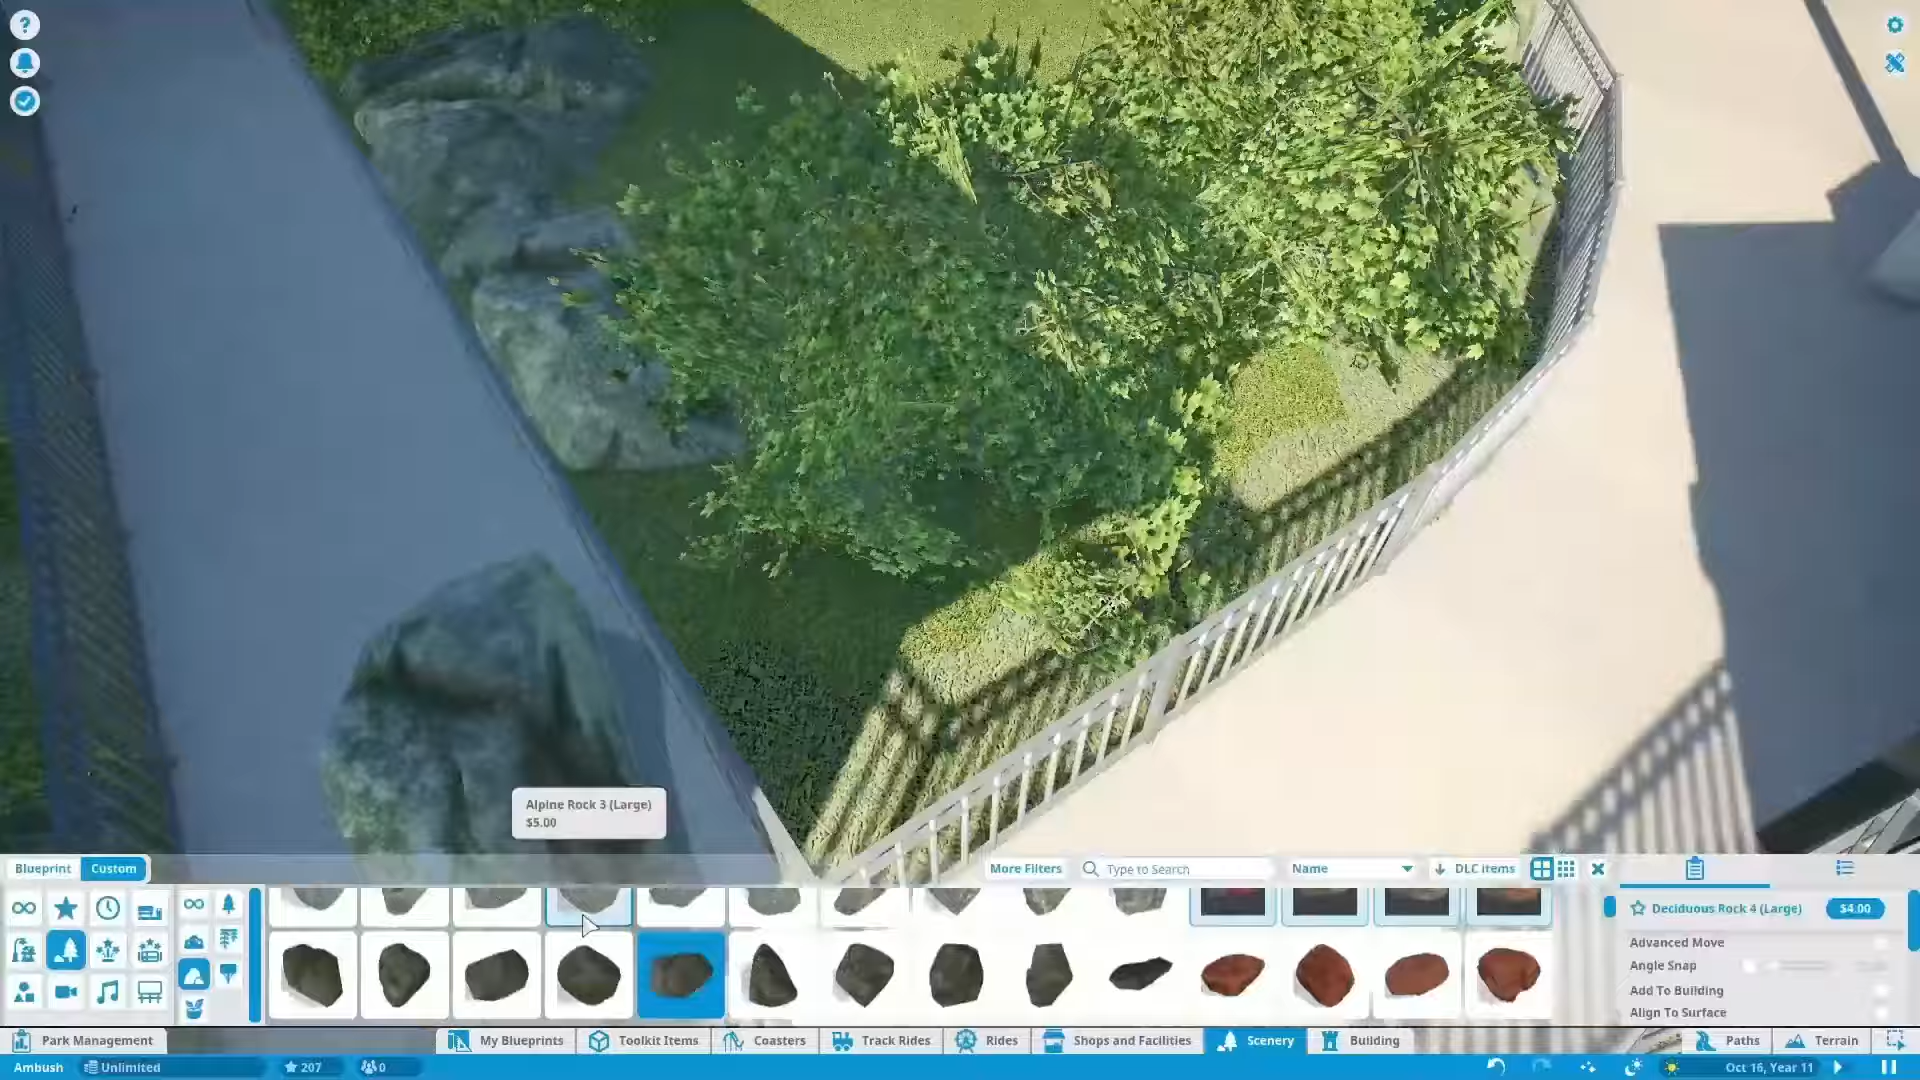 ?
Alpine Rock 3 (Large)
$5.00
Blueprint
Custom
More Filters
Type to Search
Name
DLC items
Deciduous Rock 4 (Large)
$4.00
Advanced Move
Angle Snap
Add To Building
Align To Surface
Park Management
My Blueprints
Toolkit Items
Coasters
Track Rides
Rides
Shops and Facilities
Scenery
Building
Paths
Terrain
Ambush
Unlimited
207
0
Oct 16, Year 11